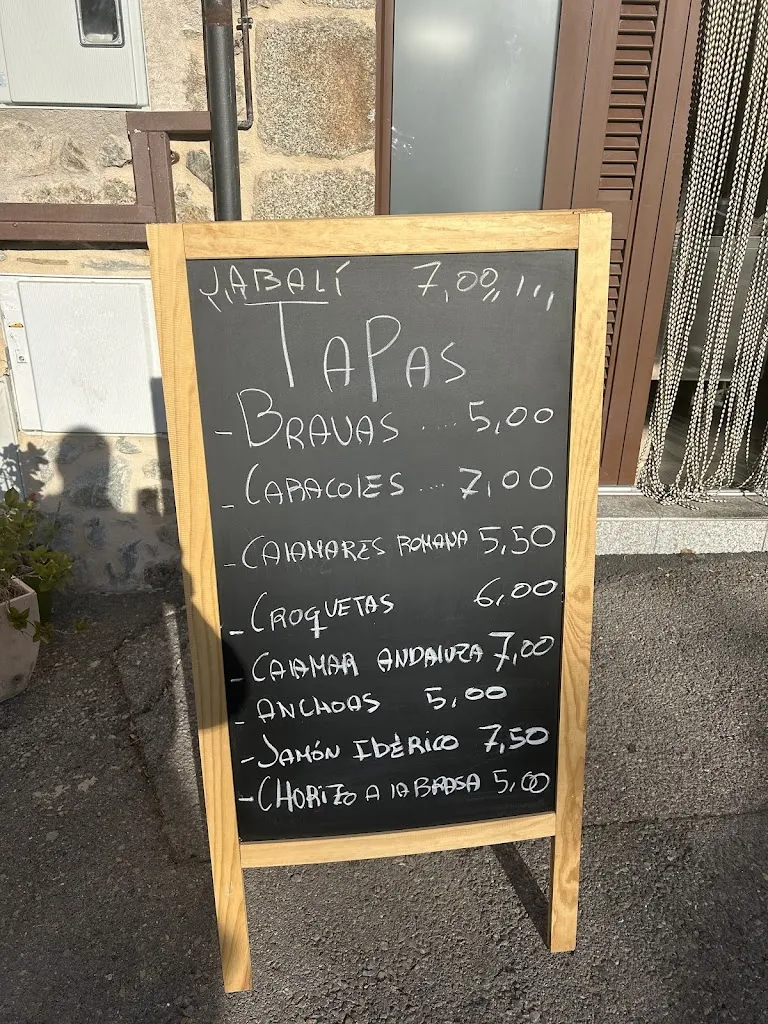 JABALÍ 7,00
TAPAS
- BRAVAS .... 5,00
- CARACOLES ... 7,00
- CALAMARES ROMANA 5,50
- CROQUETAS 6,00
- CALAMAR ANDALUZA 7,00
- ANCHOAS 5,00
- JAMÓN IBÉRICO 7,50
- CHORIZO A LA BRASA 5,00